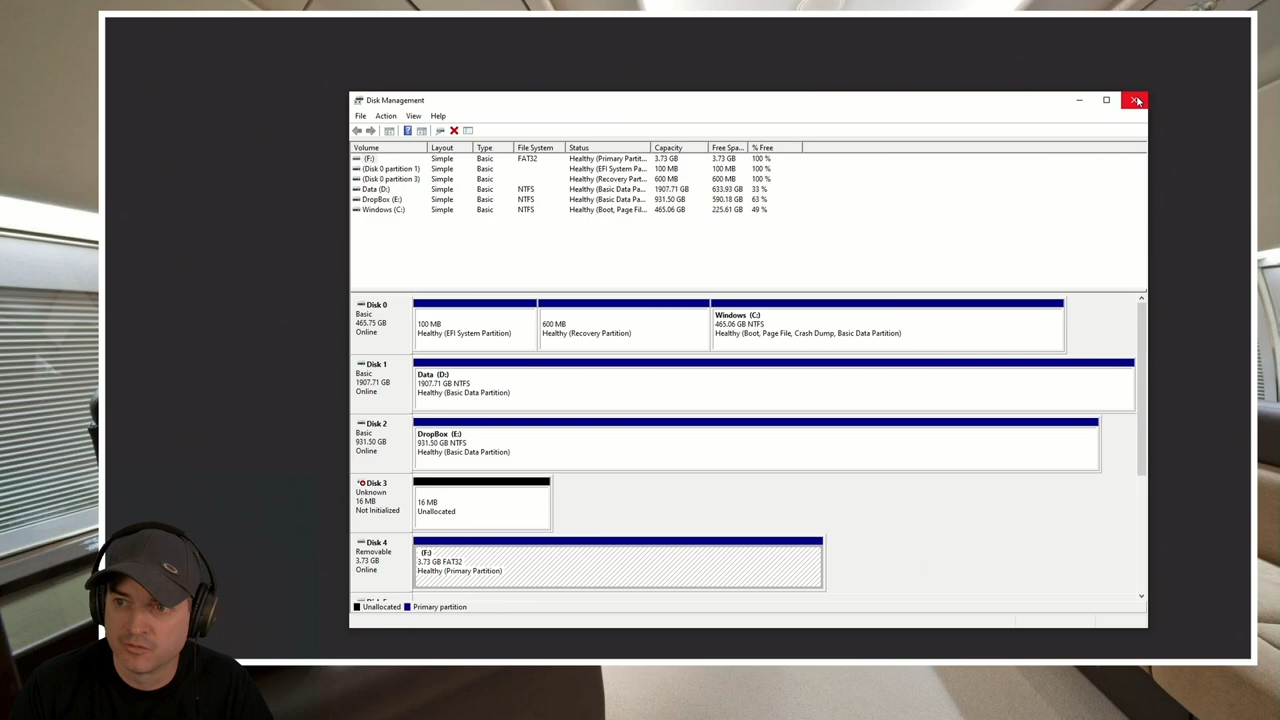 Disk Management
File Action View Help
Volume Layout Type File System Status Capacity Free Spa... % Free
(F:) Simple Basic FAT32 Healthy (Primary Partit... 3.73 GB 3.73 GB 100 %
(Disk 0 partition 1) Simple Basic Healthy (EFI System Pa... 100 MB 100 MB 100 %
(Disk 0 partition 3) Simple Basic Healthy (Recovery Part... 600 MB 600 MB 100 %
Data (D:) Simple Basic NTFS Healthy (Basic Data Pa... 1907.71 GB 633.93 GB 33 %
DropBox (E:) Simple Basic NTFS Healthy (Basic Data Pa... 931.50 GB 590.18 GB 63 %
Windows (C:) Simple Basic NTFS Healthy (Boot, Page Fil... 465.06 GB 225.61 GB 49 %
Disk 0
Basic
465.75 GB
Online
100 MB
Healthy (EFI System Partition)
600 MB
Healthy (Recovery Partition)
Windows (C:)
465.06 GB NTFS
Healthy (Boot, Page File, Crash Dump, Basic Data Partition)
Disk 1
Basic
1907.71 GB
Online
Data (D:)
1907.71 GB NTFS
Healthy (Basic Data Partition)
Disk 2
Basic
931.50 GB
Online
DropBox (E:)
931.50 GB NTFS
Healthy (Basic Data Partition)
Disk 3
Unknown
16 MB
Not Initialized
16 MB
Unallocated
Disk 4
Removable
3.73 GB
Online
(F:)
3.73 GB FAT32
Healthy (Primary Partition)
Unallocated Primary partition